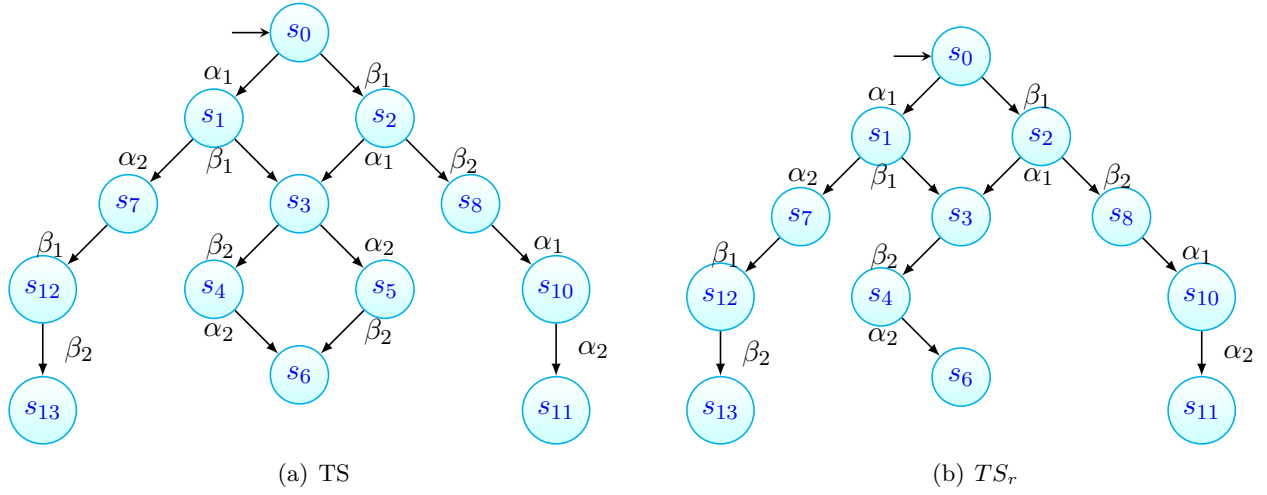 s₀
α₁ β₁
s₁ s₂
α₂ β₁ α₁ β₂
s₇ s₃ s₈
β₁ β₂ α₂ α₁
s₁₂ s₄ s₅ s₁₀
β₂ α₂ β₂ α₂
s₆
s₁₃ s₁₁
(a) TS
s₀
α₁ β₁
s₁ s₂
α₂ β₁ α₁ β₂
s₇ s₃ s₈
β₁ β₂ α₁
s₁₂ s₄ s₁₀
β₂ α₂ α₂
s₆
s₁₃ s₁₁
(b) TSᵣ